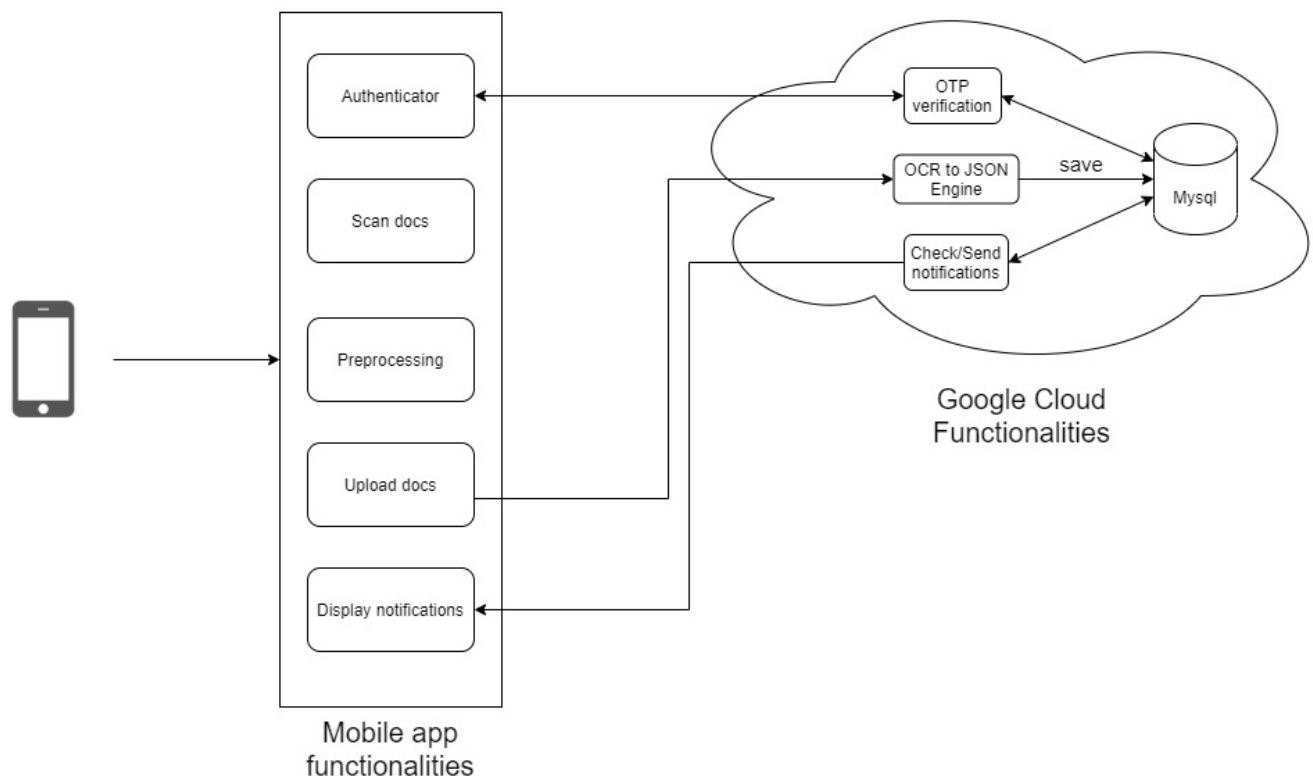 Authenticator
Scan docs
Preprocessing
Upload docs
Display notifications
Mobile app
functionalities
OTP
verification
OCR to JSON
Engine
save
Mysql
Check/Send
notifications
Google Cloud
Functionalities